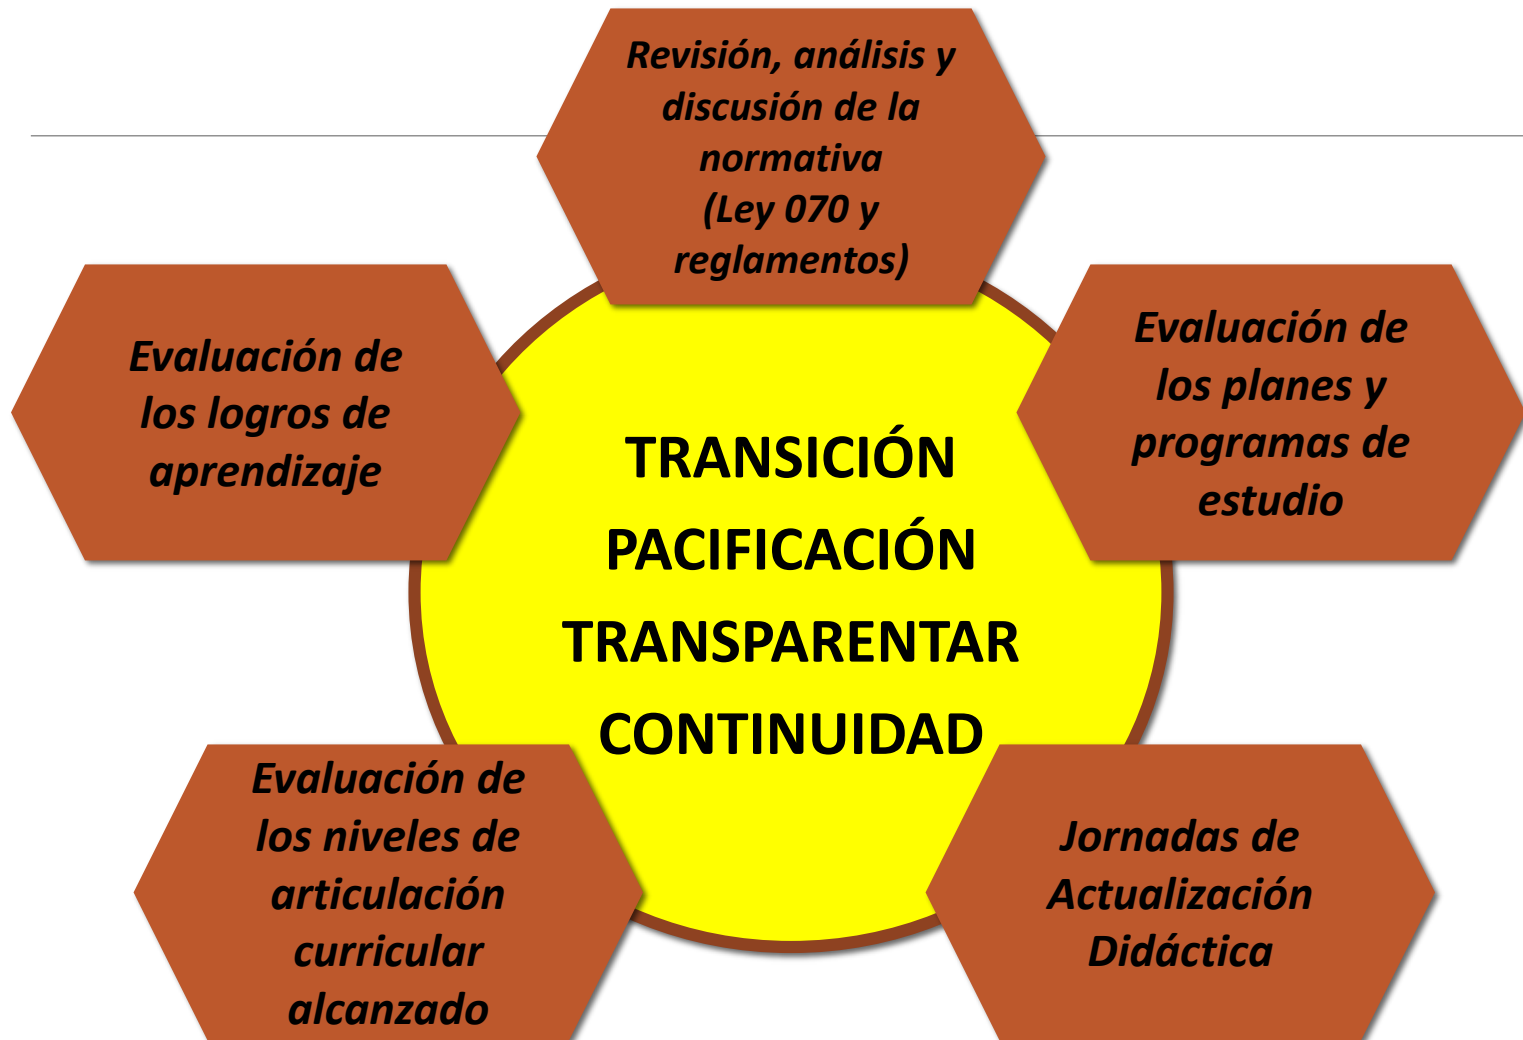 Revisión, análisis y
discusión de la
normativa
(Ley 070 y
reglamentos)
Evaluación de
los logros de
aprendizaje
Evaluación de
los planes y
programas de
estudio
TRANSICIÓN
PACIFICACIÓN
TRANSPARENTAR
CONTINUIDAD
Evaluación de
los niveles de
articulación
curricular
alcanzado
Jornadas de
Actualización
Didáctica